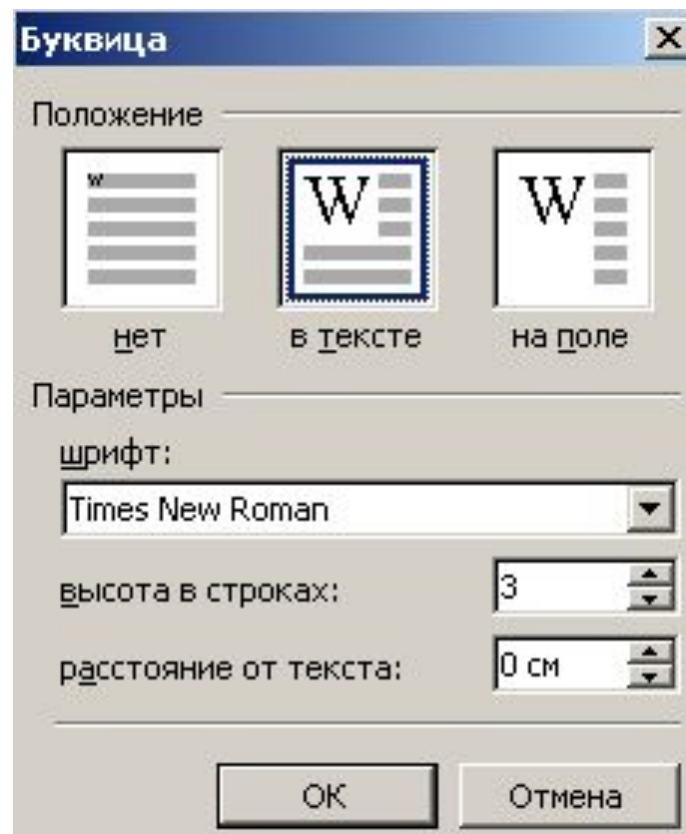 Буквица
Положение
w
W
W
нет
в тексте
на поле
Параметры
шрифт:
Times New Roman
высота в строках:
3
расстояние от текста:
0 см
ОК
Отмена